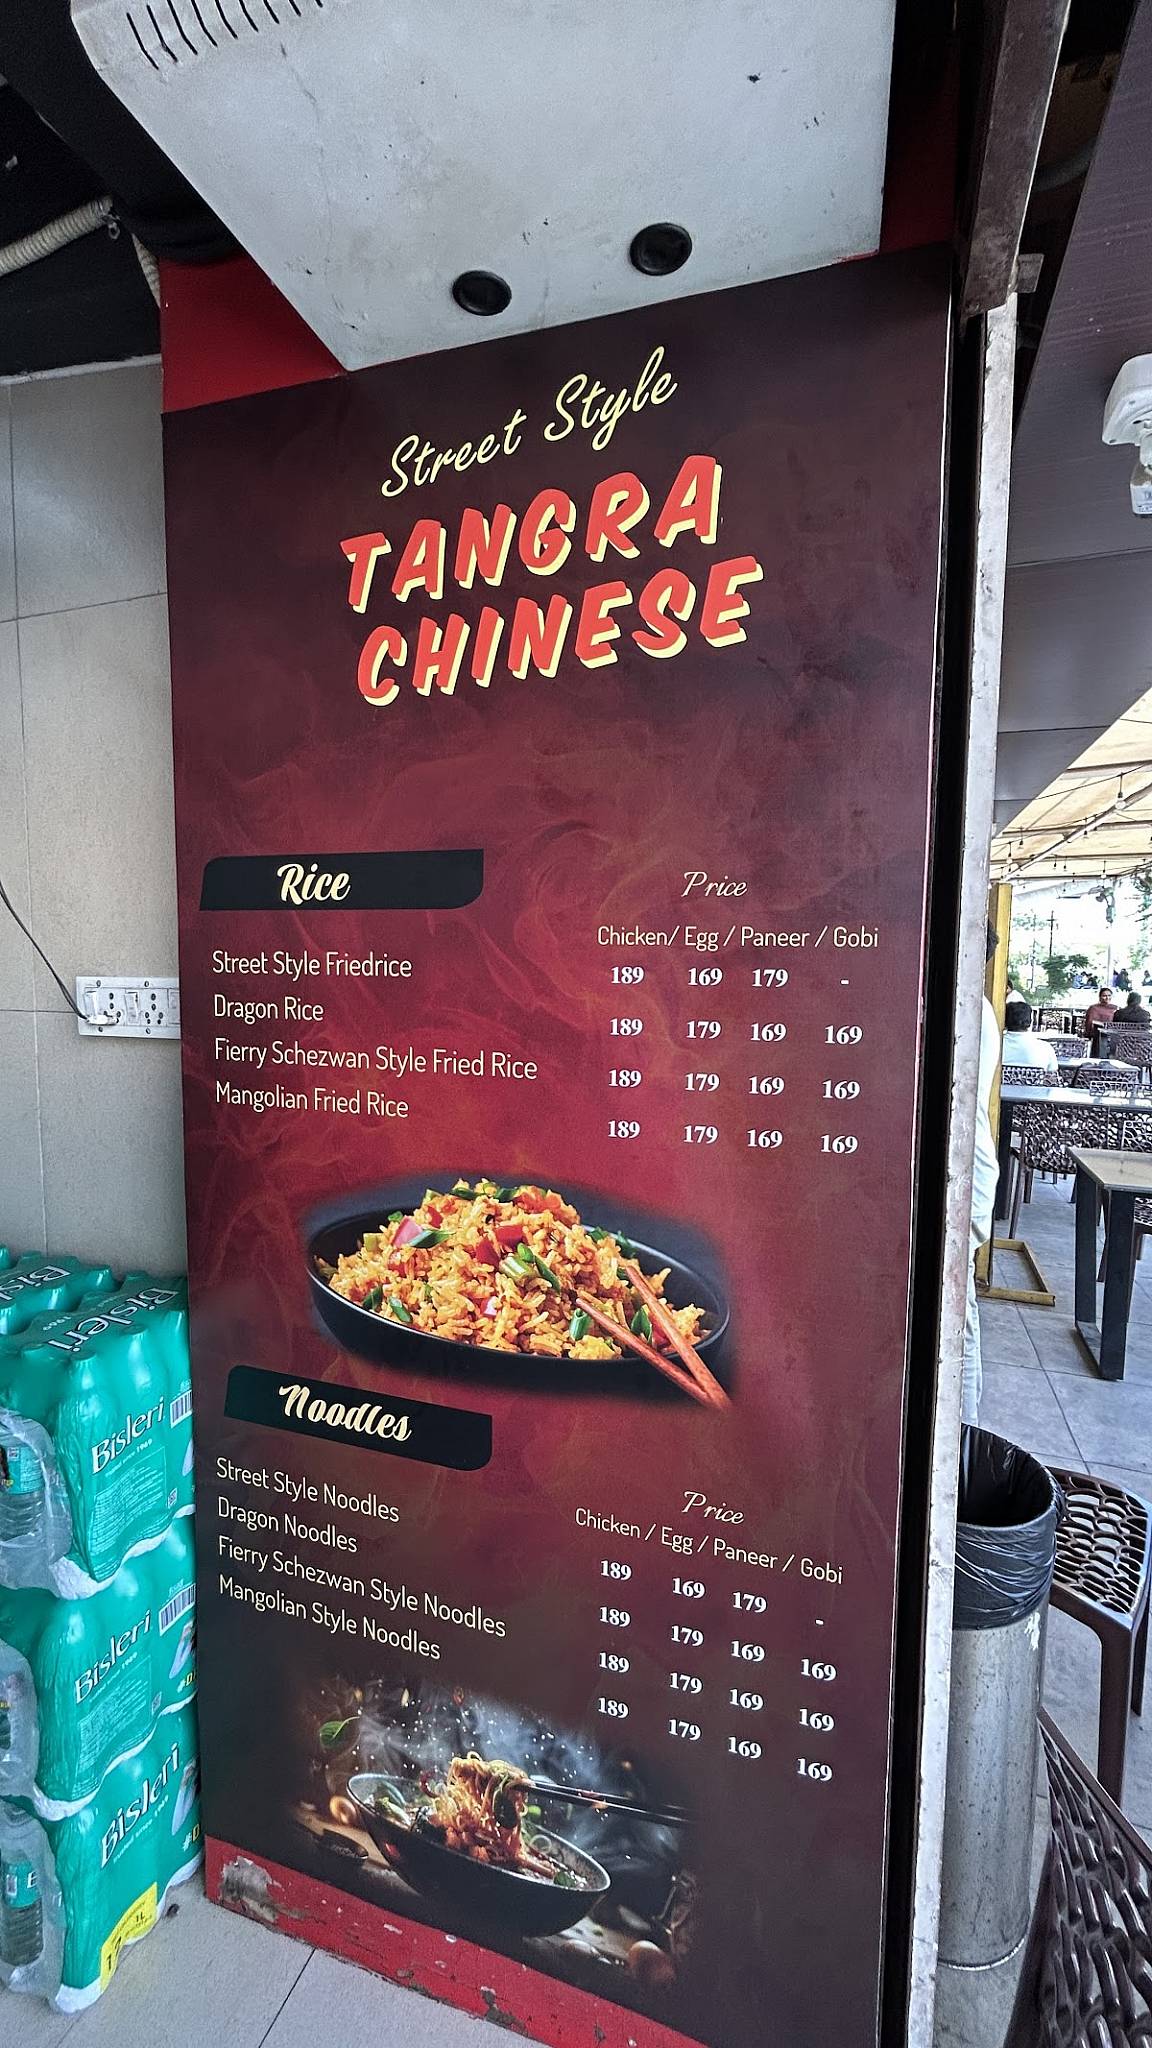 Street Style
TANGRA
CHINESE
Rice
Price
Chicken/ Egg / Paneer / Gobi
Street Style Friedrice 189 169 179 -
Dragon Rice 189 179 169 169
Fierry Schezwan Style Fried Rice 189 179 169 169
Mangolian Fried Rice 189 179 169 169
Noodles
Price
Chicken / Egg / Paneer / Gobi
Street Style Noodles 189 169 179 -
Dragon Noodles 189 179 169 169
Fierry Schezwan Style Noodles 189 179 169 169
Mangolian Style Noodles 189 179 169 169
Bisleri
Bisleri
Bisleri
Bisleri